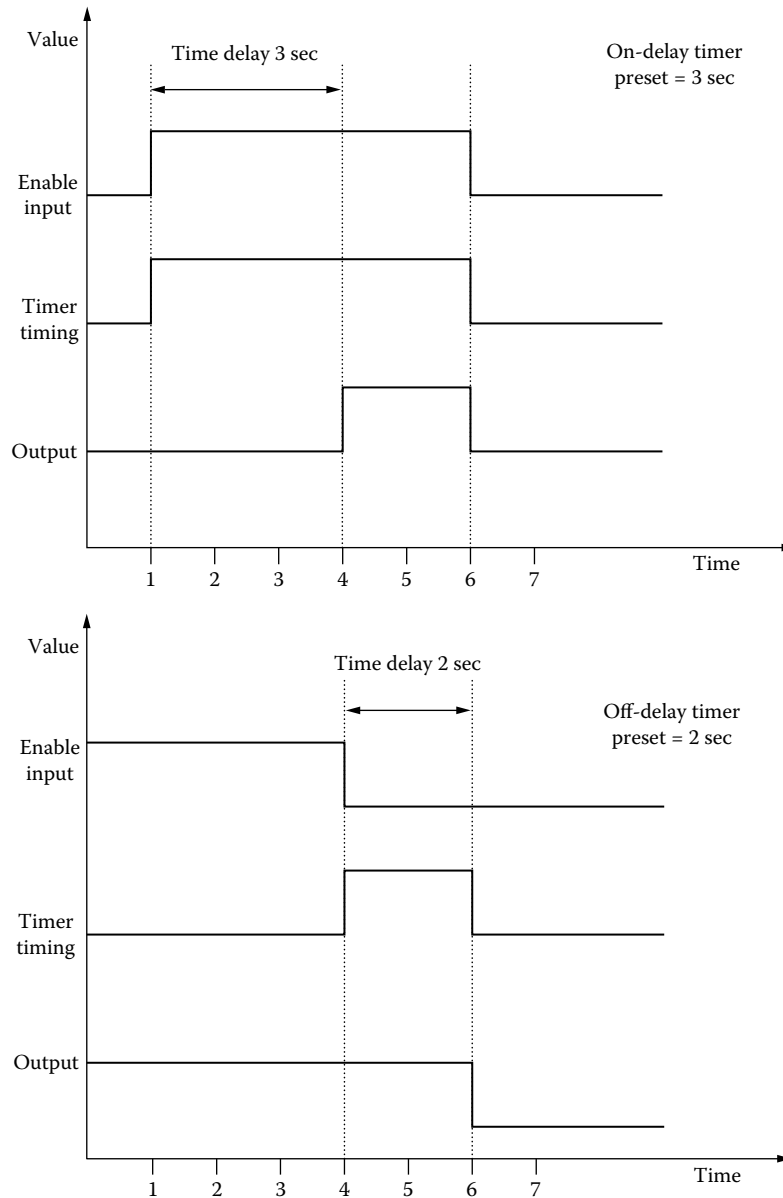 Value
Time delay 3 sec
On-delay timer
preset = 3 sec
Enable
input
Timer
timing
Output
1 2 3 4 5 6 7
Time
Value
Time delay 2 sec
Off-delay timer
preset = 2 sec
Enable
input
Timer
timing
Output
1 2 3 4 5 6 7
Time